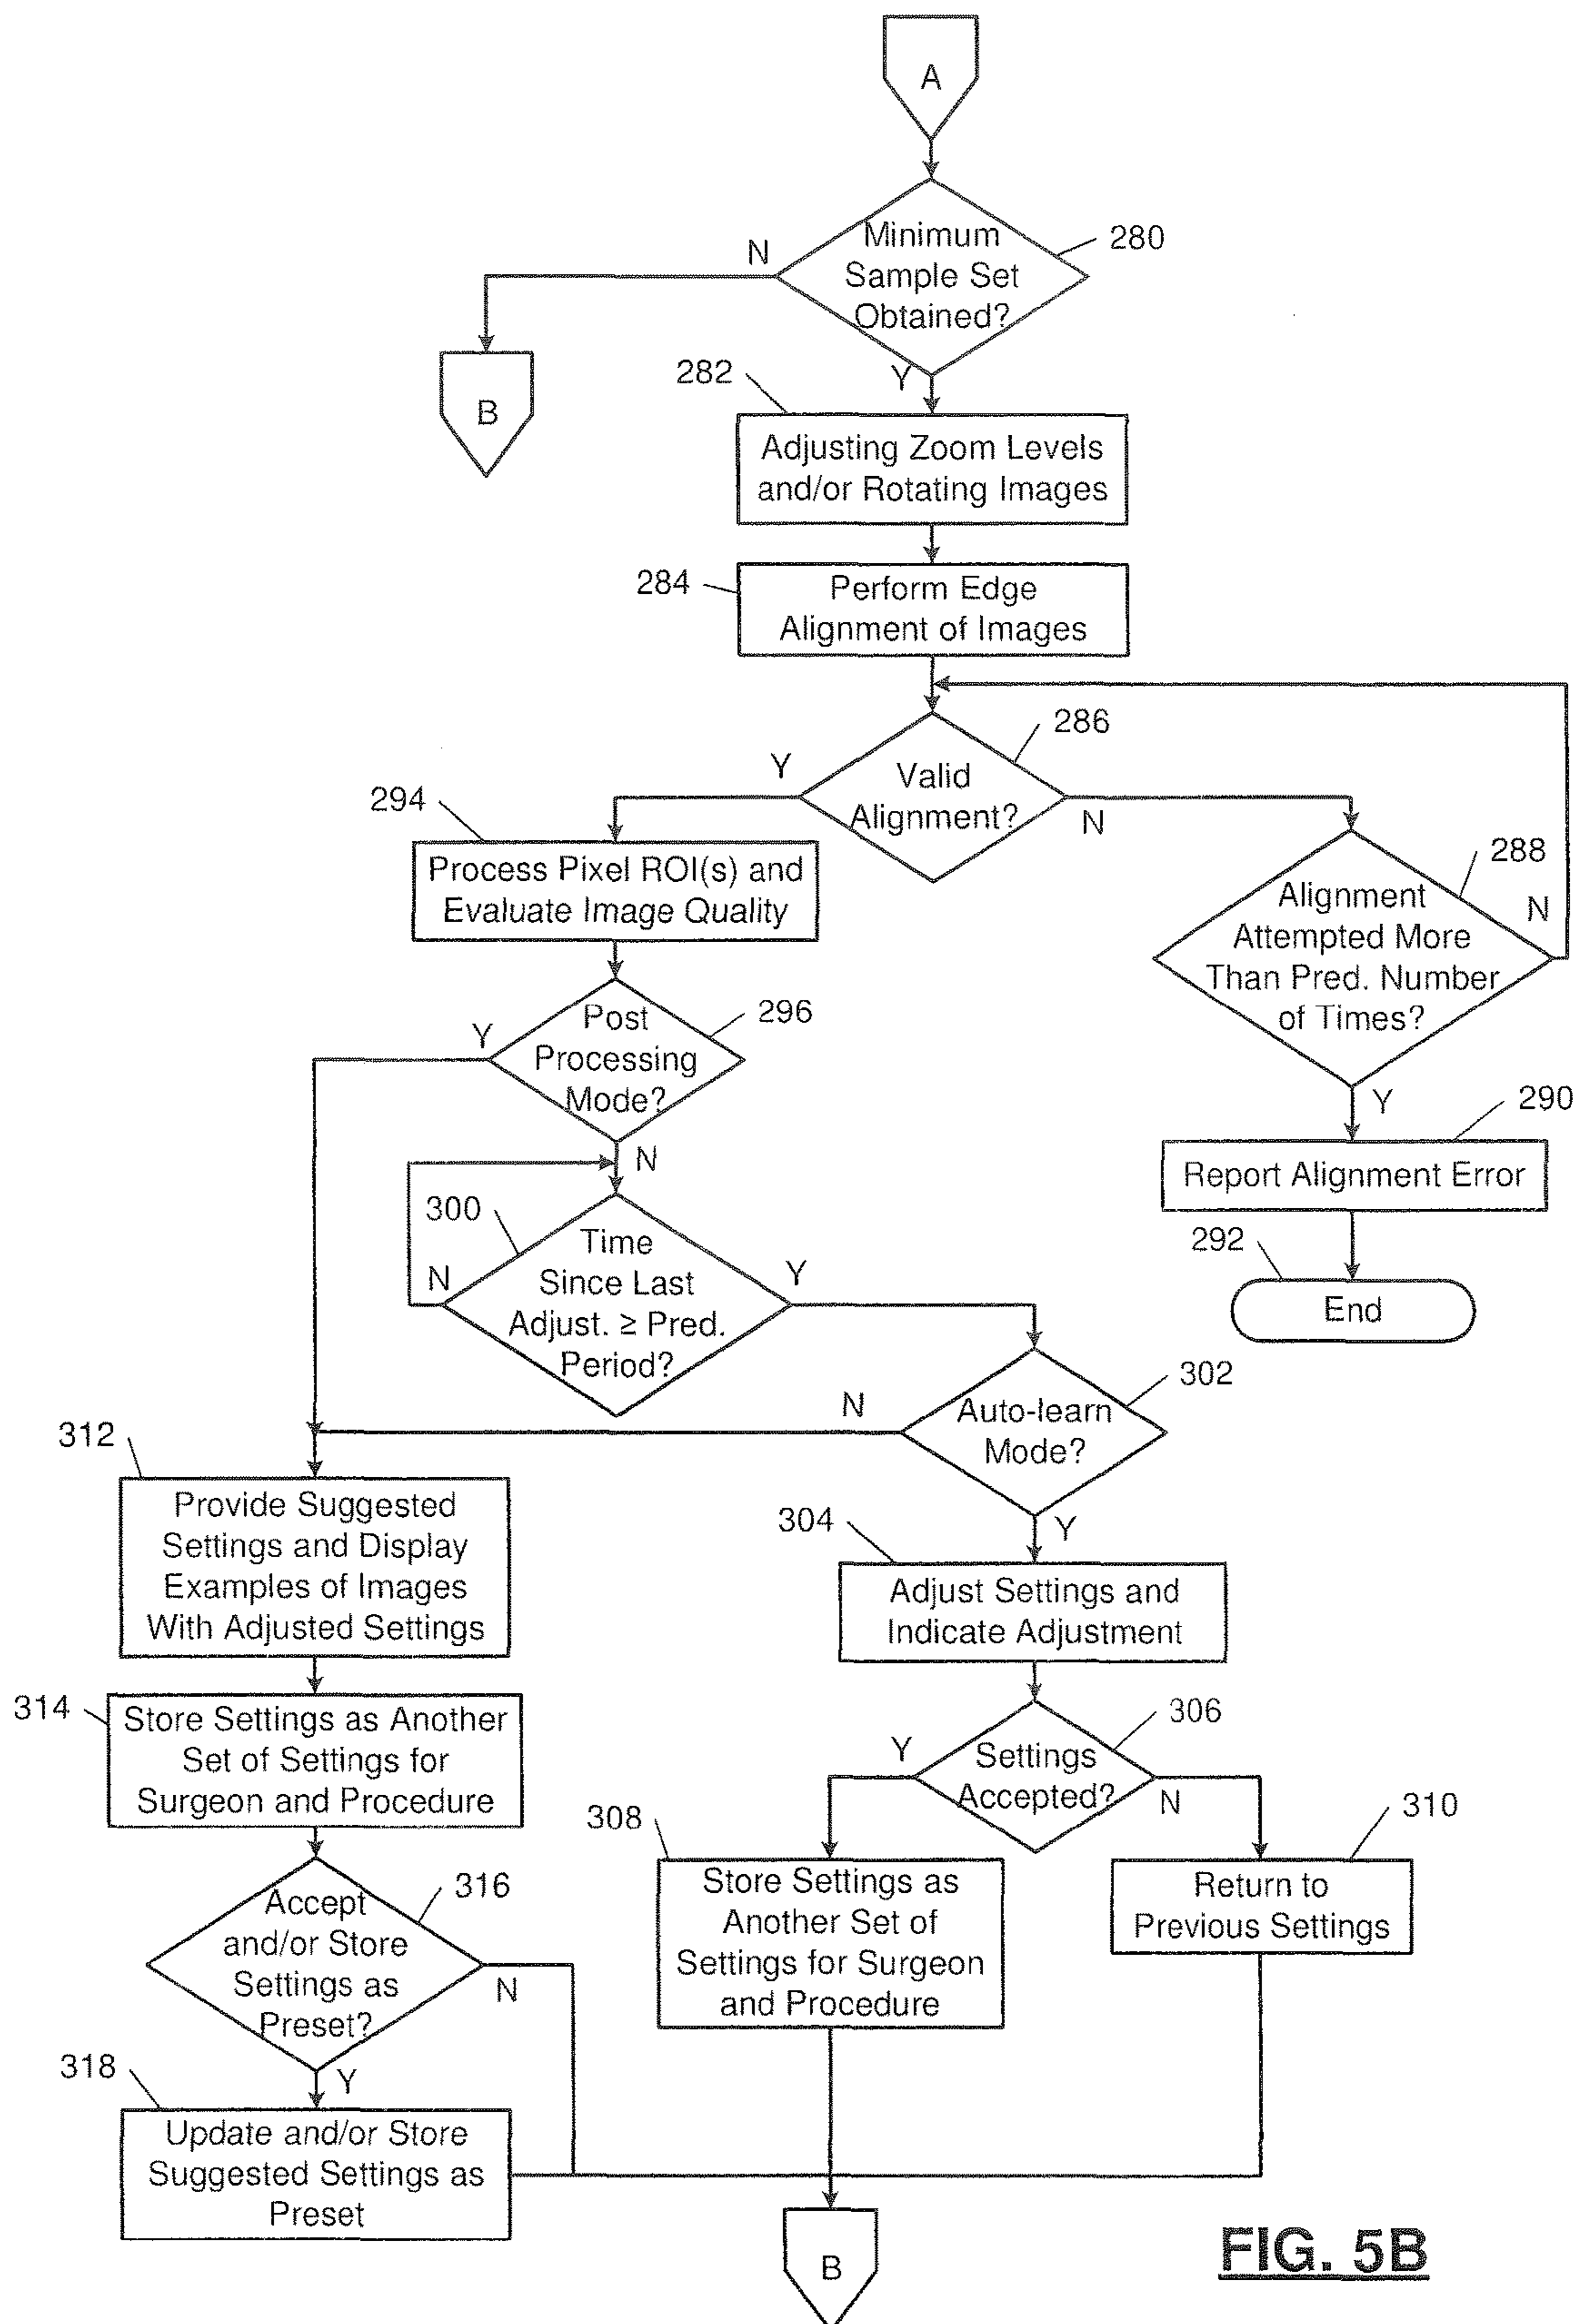 A
Minimum
Sample Set
Obtained?
280
N
B
Y
282
Adjusting Zoom Levels
and/or Rotating Images
284
Perform Edge
Alignment of Images
286
Valid
Alignment?
Y
N
294
Process Pixel ROI(s) and
Evaluate Image Quality
288
Alignment
Attempted More
Than Pred. Number
of Times?
N
Y
296
Post
Processing
Mode?
Y
N
290
Report Alignment Error
292
End
300
Time
Since Last
Adjust. ≥ Pred.
Period?
N
Y
302
Auto-learn
Mode?
N
Y
312
Provide Suggested
Settings and Display
Examples of Images
With Adjusted Settings
304
Adjust Settings and
Indicate Adjustment
314
Store Settings as Another
Set of Settings for
Surgeon and Procedure
306
Settings
Accepted?
Y
N
308
Store Settings as
Another Set of
Settings for Surgeon
and Procedure
310
Return to
Previous Settings
316
Accept
and/or Store
Settings as
Preset?
N
Y
318
Update and/or Store
Suggested Settings as
Preset
B
FIG. 5B